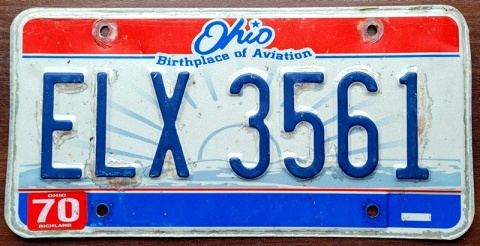 Ohio
Birthplace of Aviation
ELX 3561
OHIO
70
RICHLAND